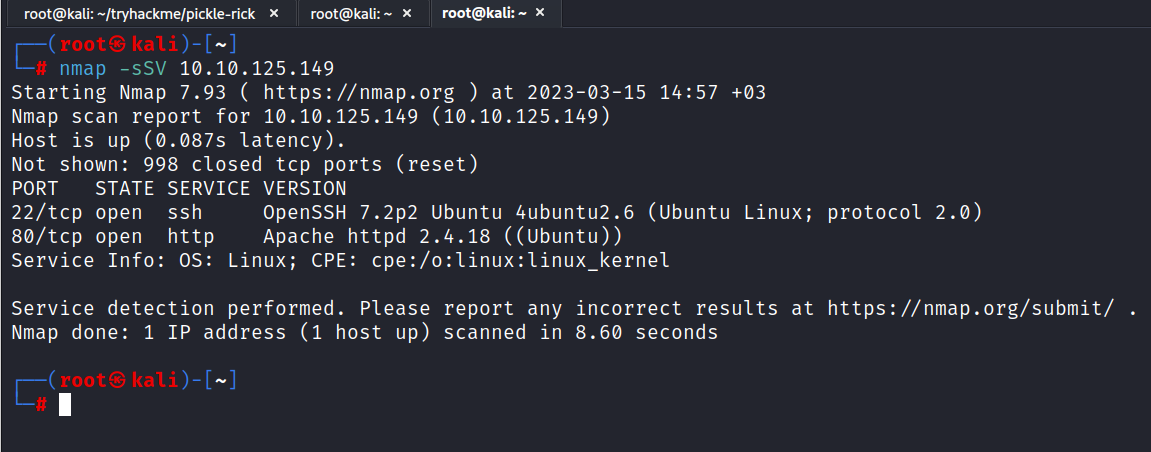 root@kali: ~/tryhackme/pickle-rick × root@kali: ~ × root@kali: ~ ×
┌──(root㉿kali)-[~]
└─# nmap -sSV 10.10.125.149
Starting Nmap 7.93 ( https://nmap.org ) at 2023-03-15 14:57 +03
Nmap scan report for 10.10.125.149 (10.10.125.149)
Host is up (0.087s latency).
Not shown: 998 closed tcp ports (reset)
PORT   STATE SERVICE VERSION
22/tcp open  ssh     OpenSSH 7.2p2 Ubuntu 4ubuntu2.6 (Ubuntu Linux; protocol 2.0)
80/tcp open  http    Apache httpd 2.4.18 ((Ubuntu))
Service Info: OS: Linux; CPE: cpe:/o:linux:linux_kernel
Service detection performed. Please report any incorrect results at https://nmap.org/submit/ .
Nmap done: 1 IP address (1 host up) scanned in 8.60 seconds
┌──(root㉿kali)-[~]
└─#